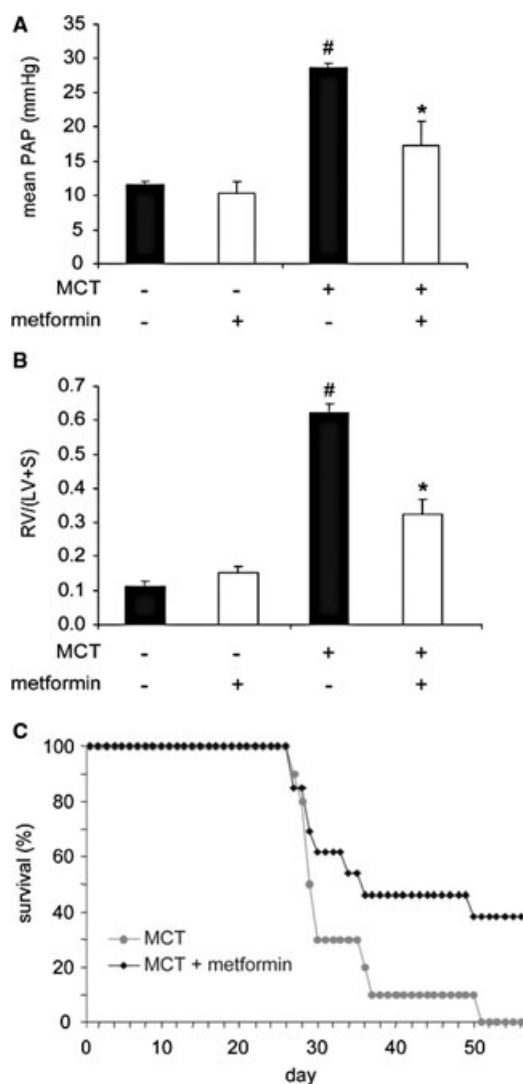 A
mean PAP (mmHg)
35
30
25
20
15
10
5
0
#
*
MCT - - + +
metformin - + - +
B
RV/(LV+S)
0.7
0.6
0.5
0.4
0.3
0.2
0.1
0.0
#
*
MCT - - + +
metformin - + - +
C
survival (%)
100
80
60
40
20
0
MCT
MCT + metformin
0 10 20 30 40 50
day